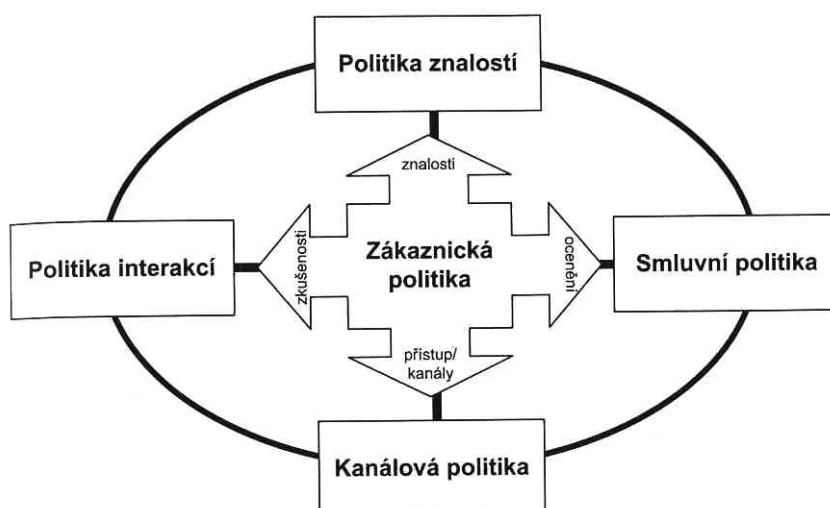 Politika znalostí
znalosti
Politika interakcí
zkušenosti
Zákaznická
politika
ocenění
Smluvní politika
přístup/
kanály
Kanálová politika